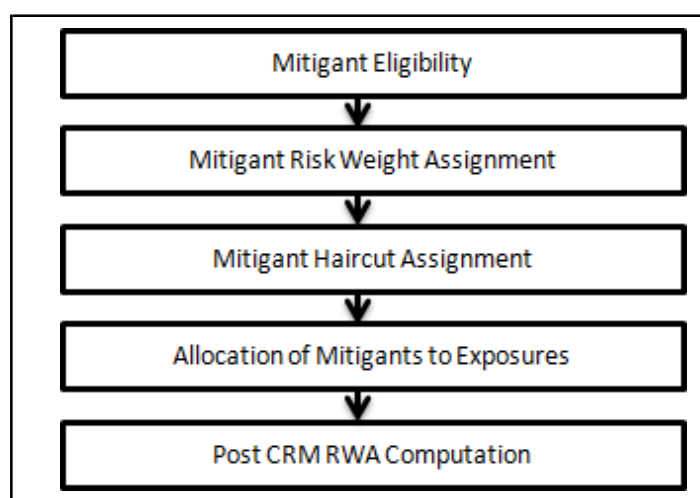 Mitigant Eligibility
Mitigant Risk Weight Assignment
Mitigant Haircut Assignment
Allocation of Mitigants to Exposures
Post CRM RWA Computation